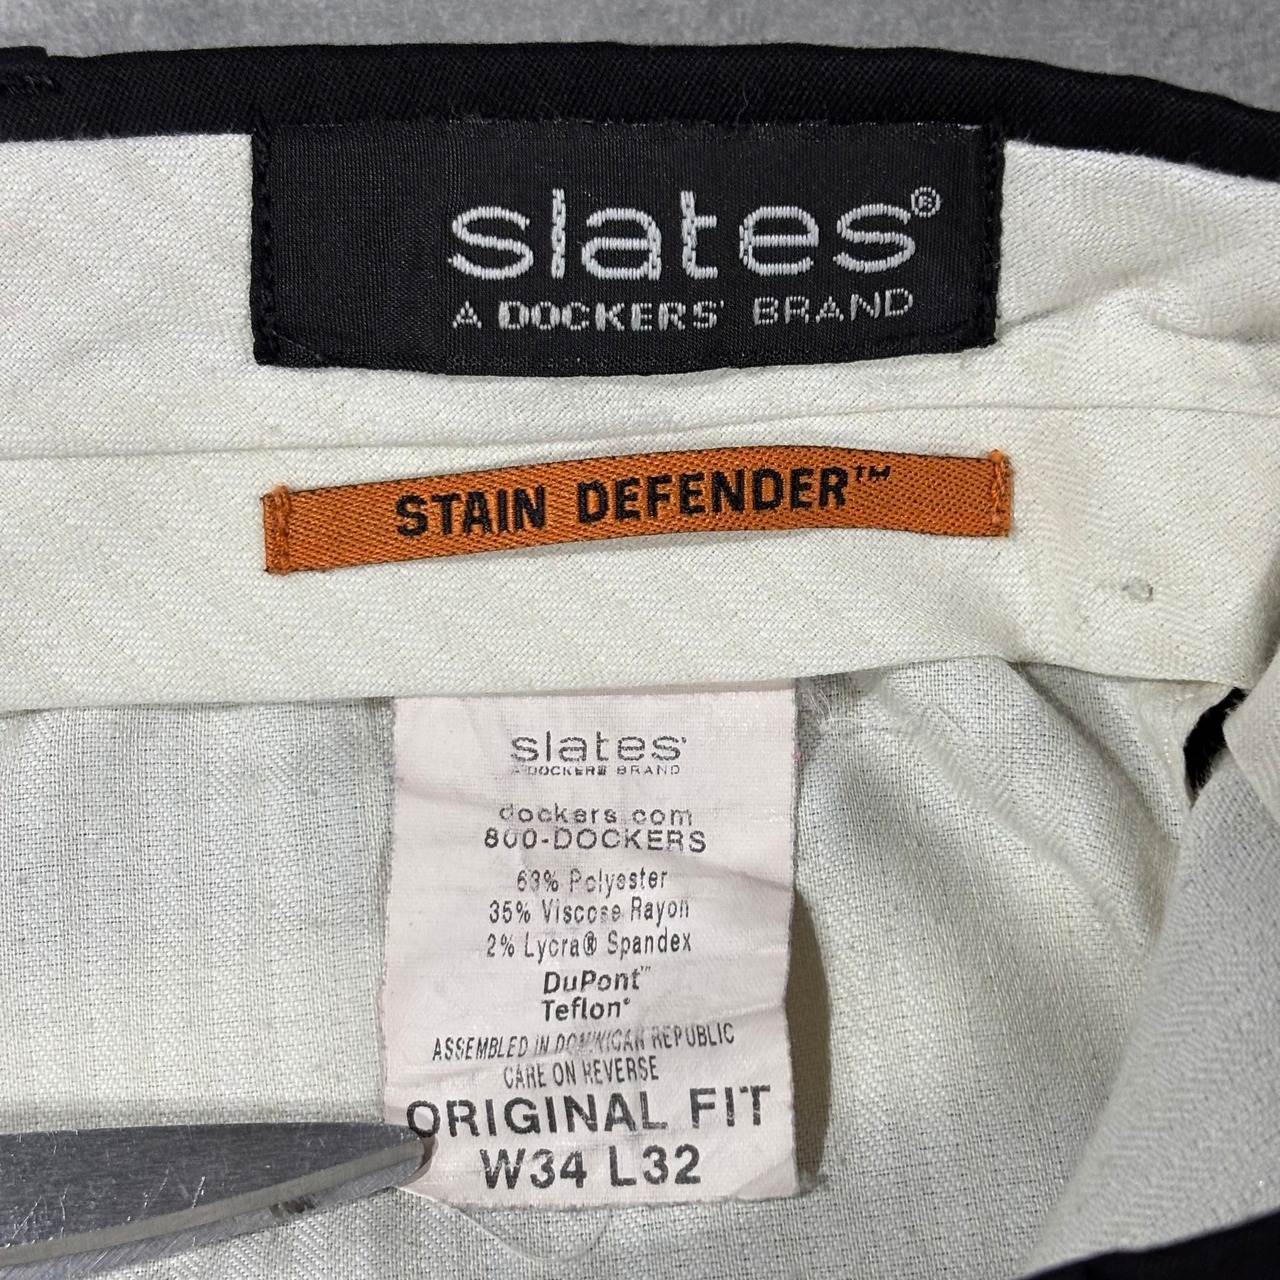 slates®
A DOCKERS® BRAND
STAIN DEFENDER™
slates®
A DOCKERS BRAND
dockers.com
800-DOCKERS
63% Polyester
35% Viscose Rayon
2% Lycra® Spandex
DuPont™
Teflon®
ASSEMBLED IN DOMINICAN REPUBLIC
CARE ON REVERSE
ORIGINAL FIT
W34 L32